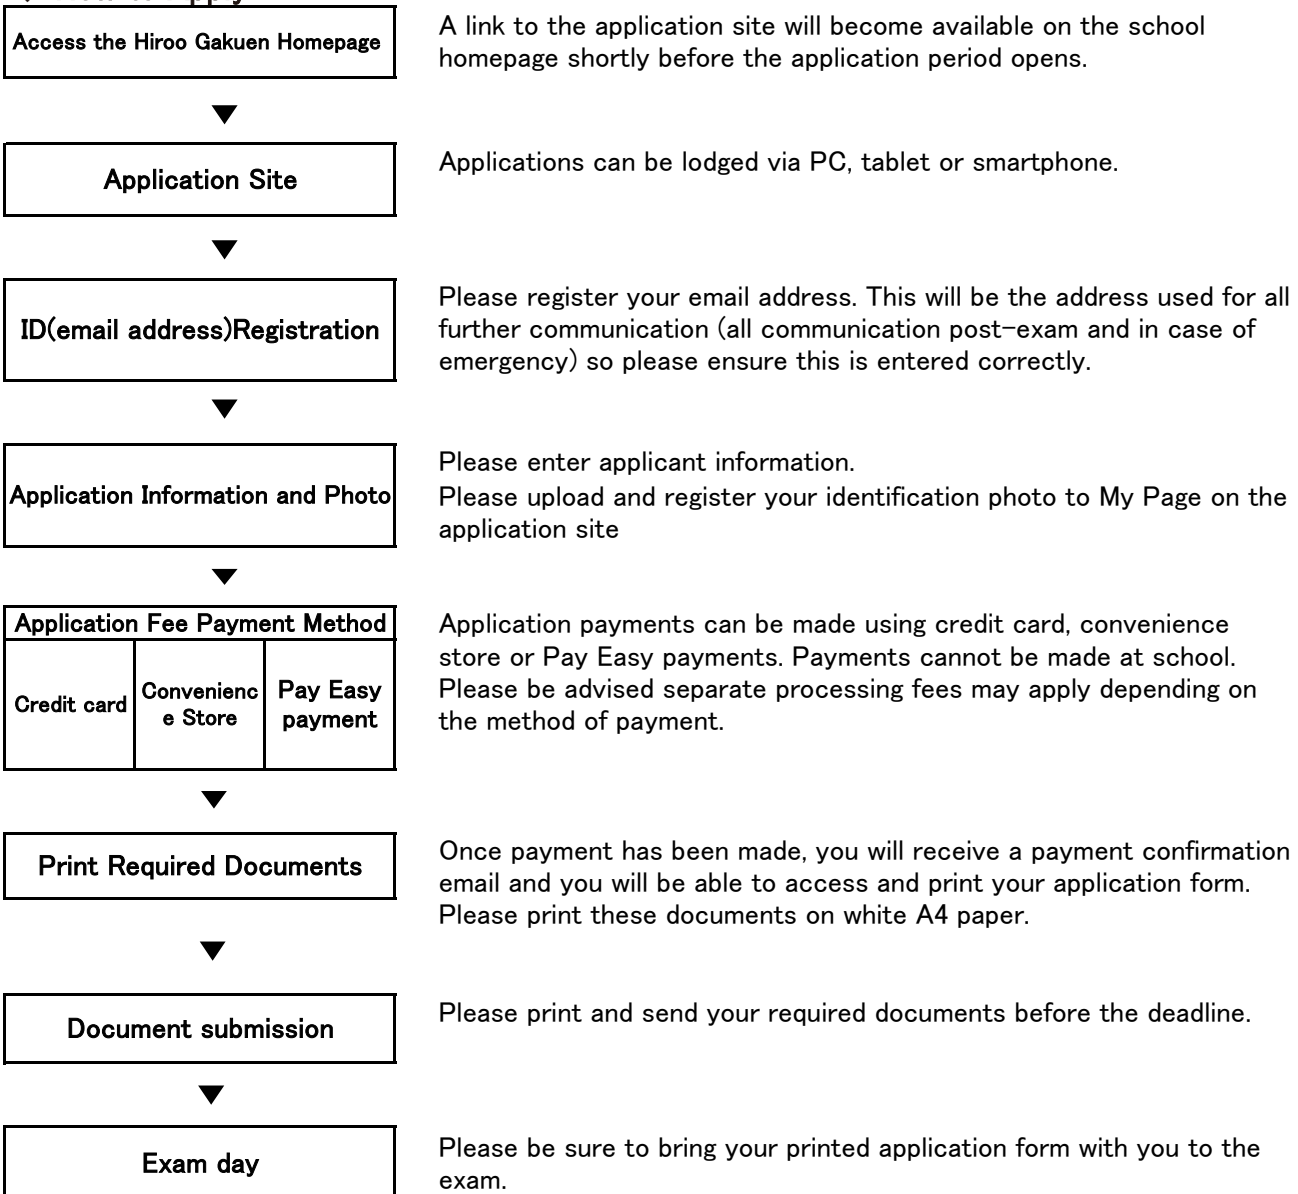 Access the Hiroo Gakuen Homepage
A link to the application site will become available on the school
homepage shortly before the application period opens.
▼
Application Site
Applications can be lodged via PC, tablet or smartphone.
▼
ID(email address)Registration
Please register your email address. This will be the address used for all
further communication (all communication post-exam and in case of
emergency) so please ensure this is entered correctly.
▼
Application Information and Photo
Please enter applicant information.
Please upload and register your identification photo to My Page on the
application site
▼
Application Fee Payment Method
Credit card
Convenienc
e Store
Pay Easy
payment
Application payments can be made using credit card, convenience
store or Pay Easy payments. Payments cannot be made at school.
Please be advised separate processing fees may apply depending on
the method of payment.
▼
Print Required Documents
Once payment has been made, you will receive a payment confirmation
email and you will be able to access and print your application form.
Please print these documents on white A4 paper.
▼
Document submission
Please print and send your required documents before the deadline.
▼
Exam day
Please be sure to bring your printed application form with you to the
exam.